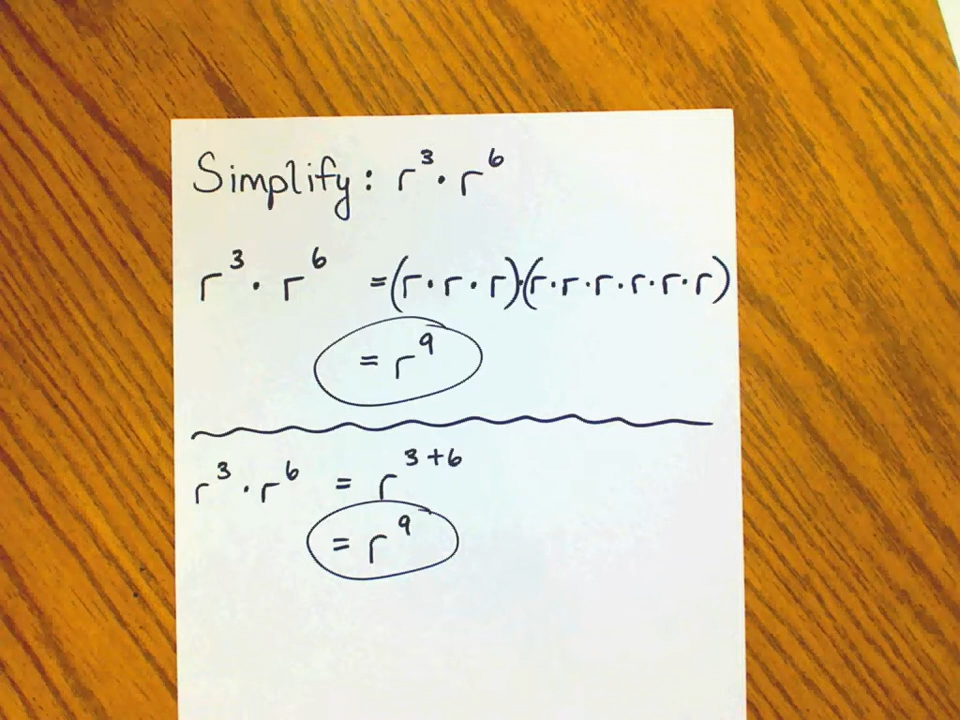 Simplify: r³·r⁶
r³·r⁶ =(r·r·r)·(r·r·r·r·r·r)
= r⁹
r³·r⁶ = r³⁺⁶
= r⁹